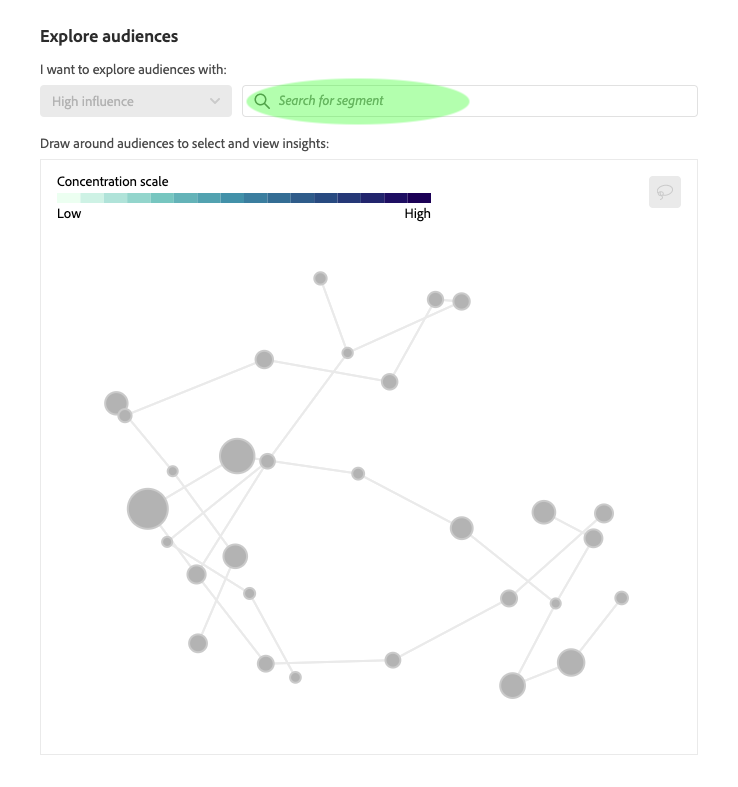 Explore audiences
I want to explore audiences with:
High influence
Search for segment
Draw around audiences to select and view insights:
Concentration scale
Low
High